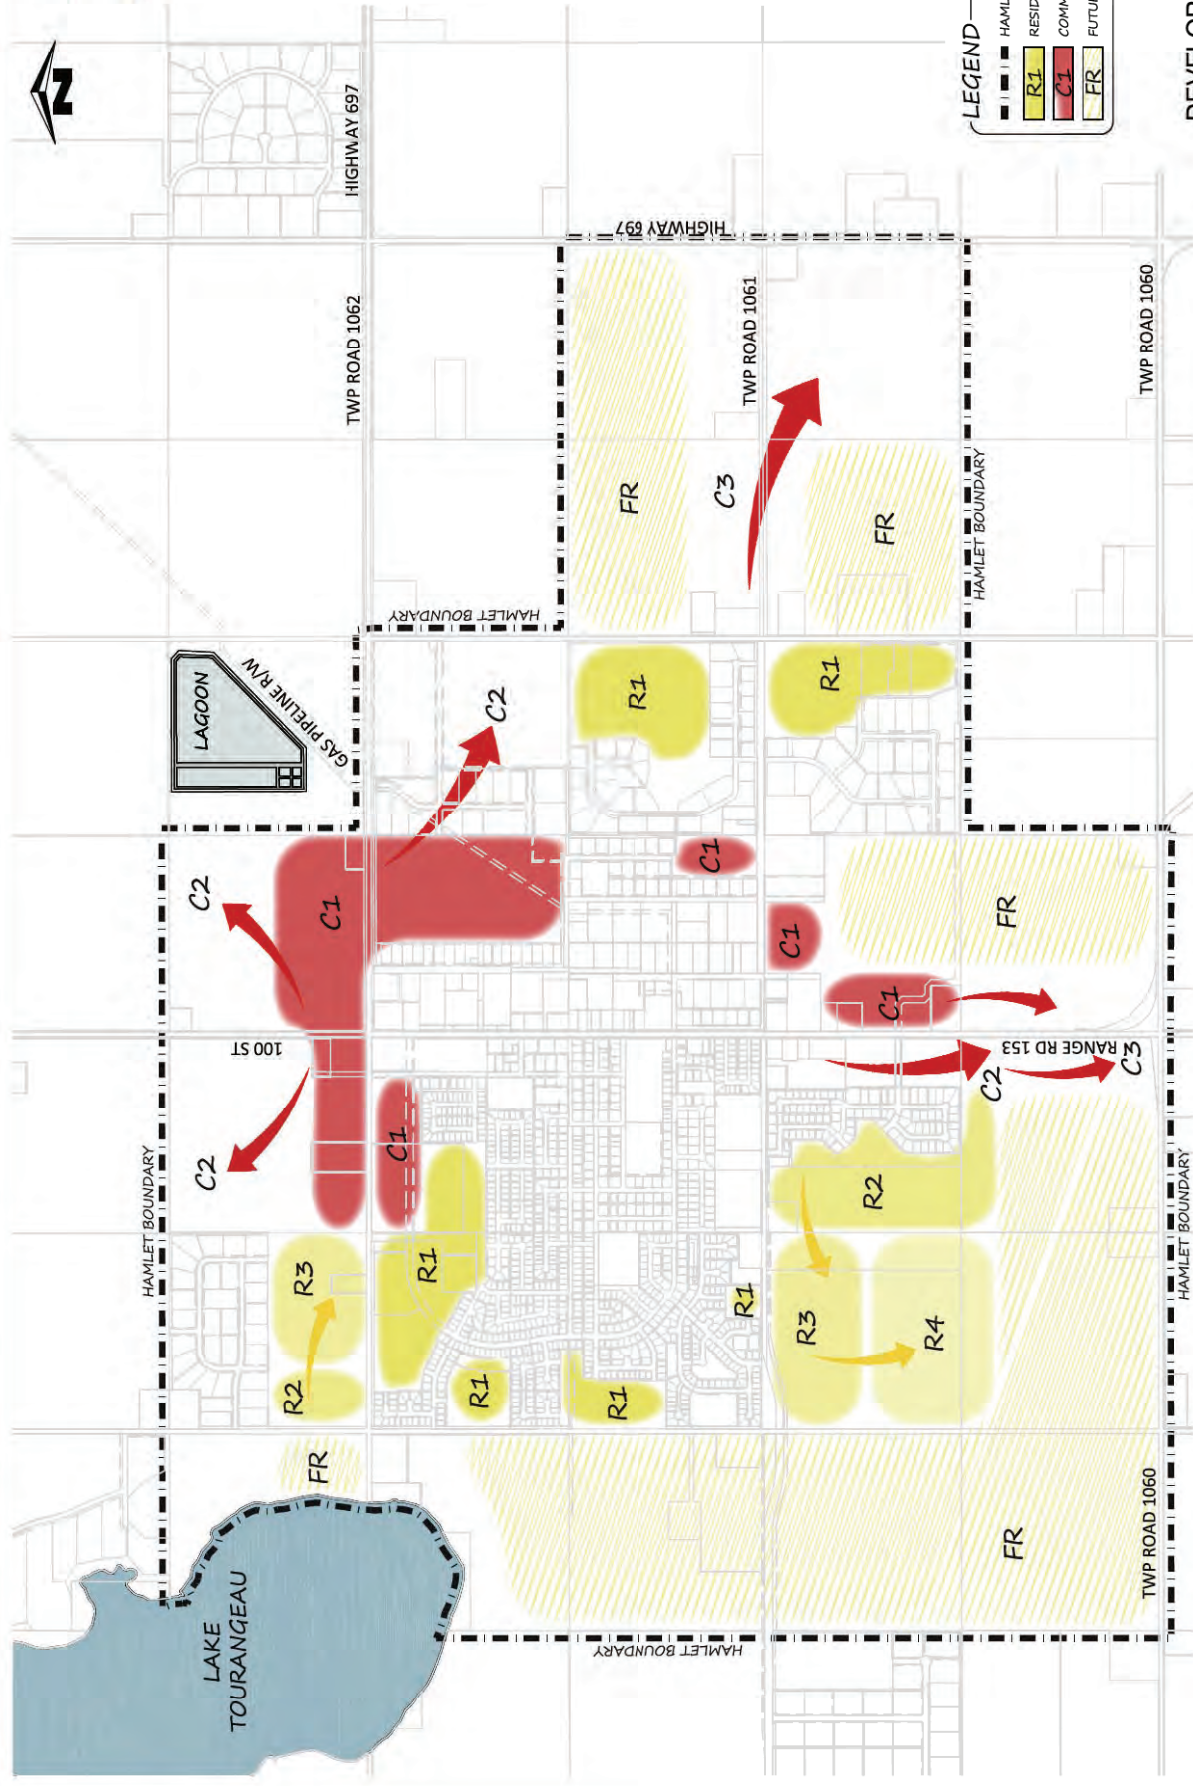 N
HIGHWAY 697
TWP ROAD 1062
LAGOON
GAS PIPELINE R/W
HAMLET BOUNDARY
HAMLET BOUNDARY
HIGHWAY 697
TWP ROAD 1061
TWP ROAD 1060
HAMLET BOUNDARY
FR
C3
FR
C2
R1
R1
C2
C1
C1
C1
C1
FR
100 ST
C2
C1
RANGE RD 153
C2
C3
R3
R2
R1
R1
R1
R1
R2
R3
R4
HAMLET BOUNDARY
FR
FR
TWP ROAD 1060
HAMLET BOUNDARY
LAKE
TOURANGEAU
LEGEND
R1
C1
FR